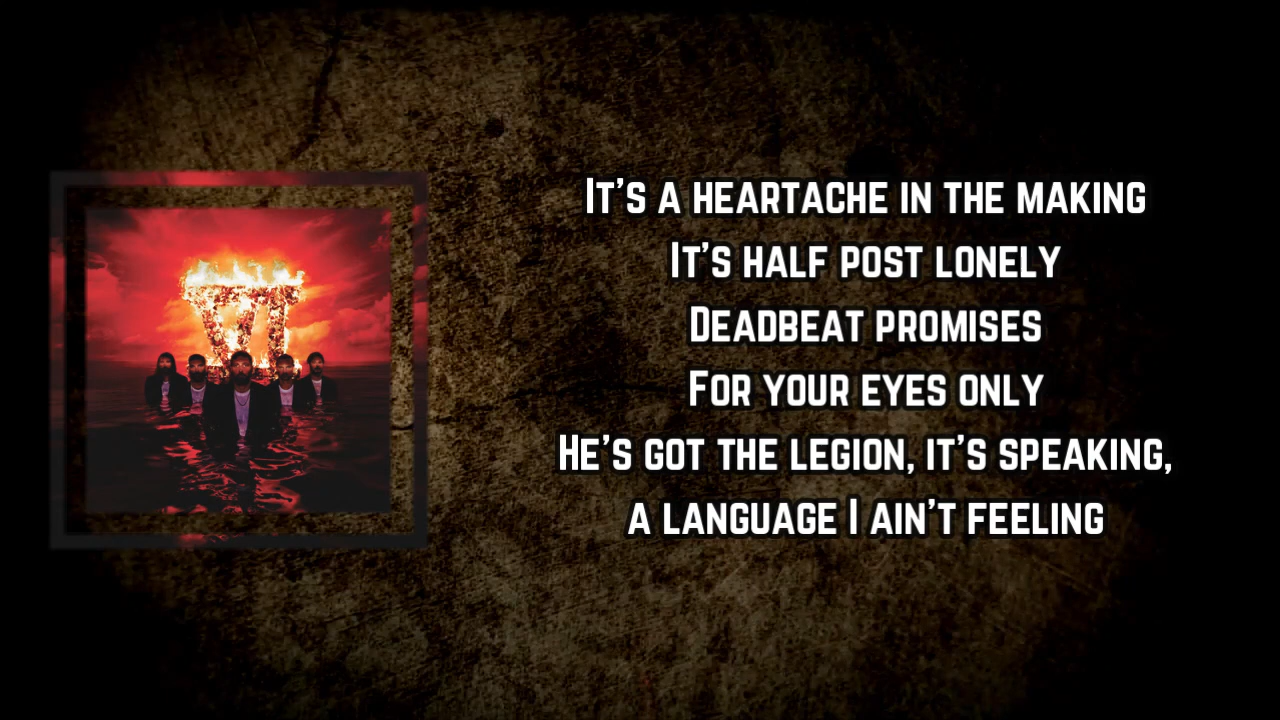 VI
It's a heartache in the making
It's half post lonely
Deadbeat promises
For your eyes only
He's got the legion, it's speaking,
a language I ain't feeling